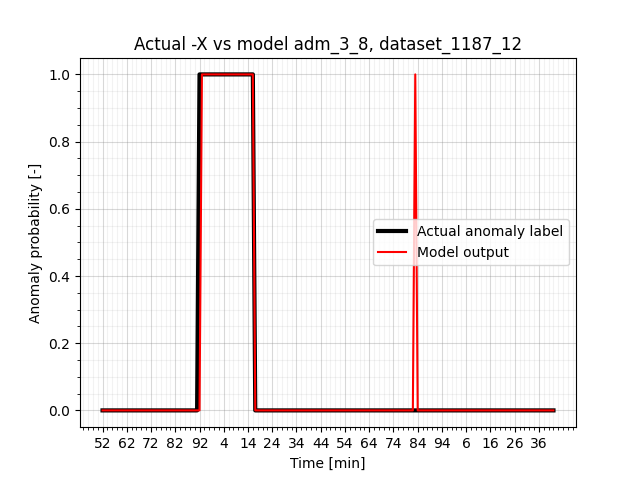 Actual -X vs model adm_3_8, dataset_1187_12
1.0
0.8
0.6
0.4
0.2
0.0
Anomaly probability [-]
Actual anomaly label
Model output
52 62 72 82 92 4 14 24 34 44 54 64 74 84 94 6 16 26 36
Time [min]